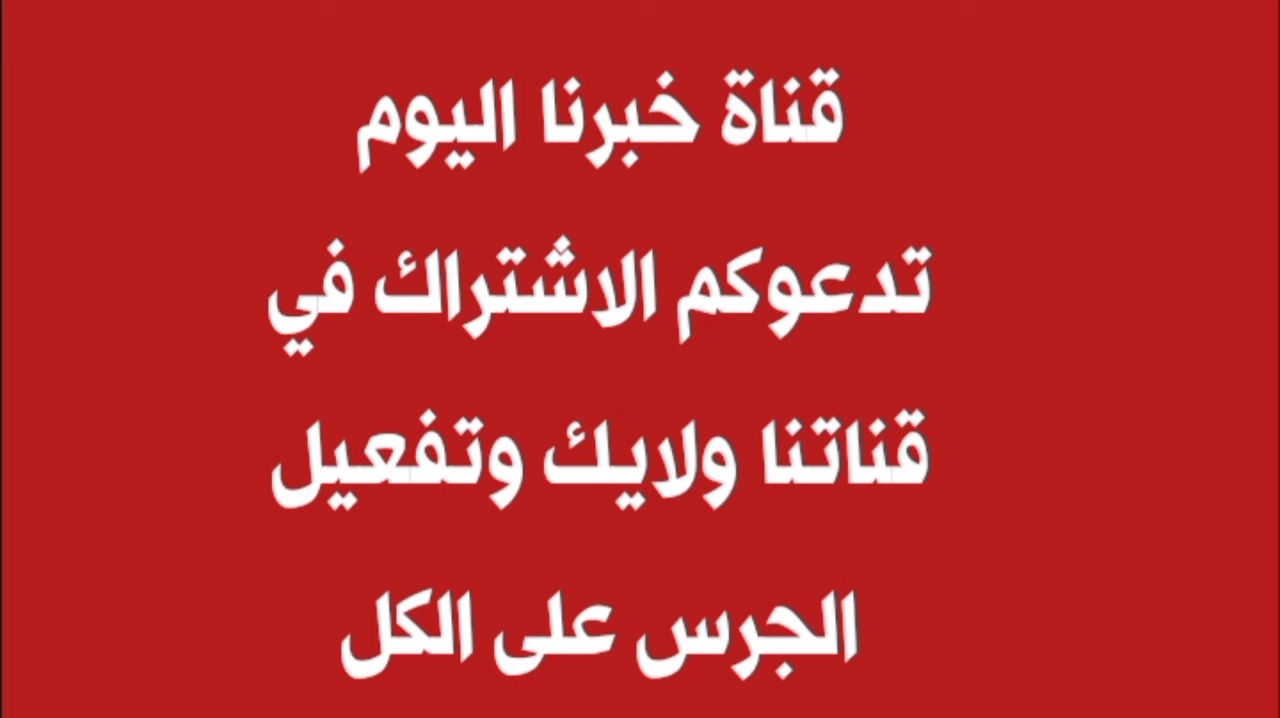 قناة خبرنا اليوم
تدعوكم الاشتراك في
قناتنا ولايك وتفعيل
الجرس على الكل